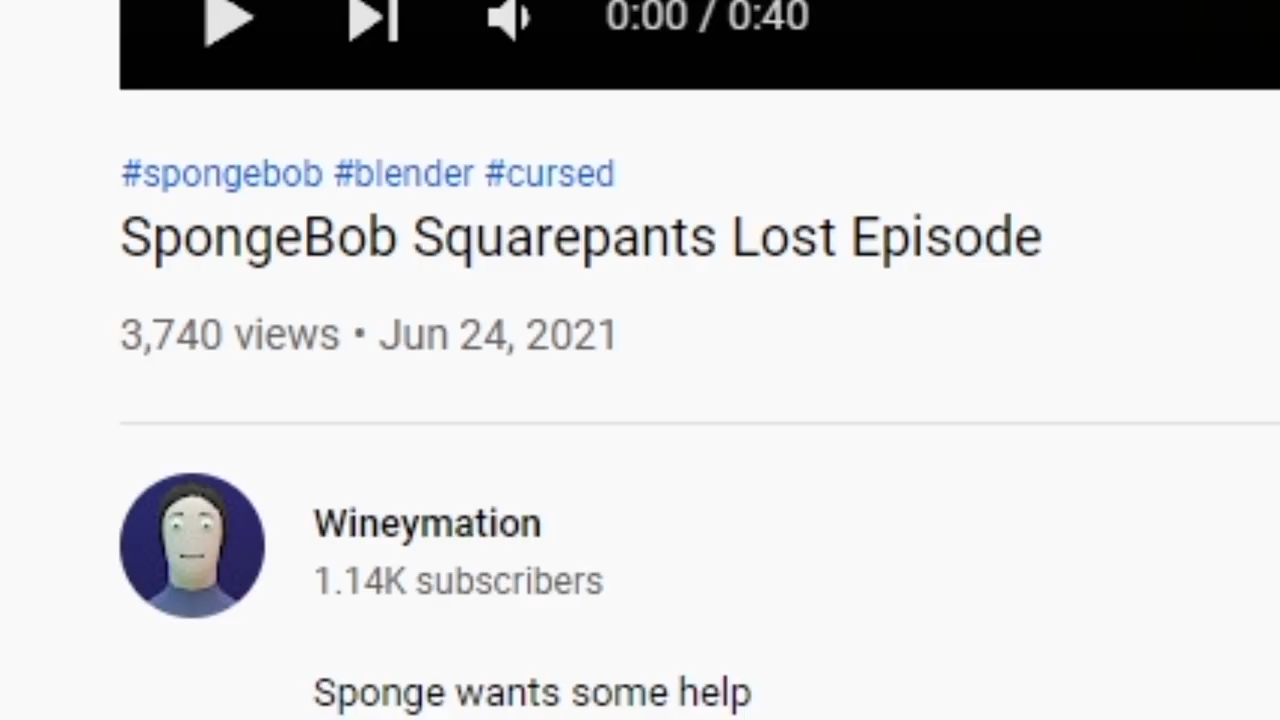 0:00 / 0:40
#spongebob #blender #cursed
SpongeBob Squarepants Lost Episode
3,740 views • Jun 24, 2021
Wineymation
1.14K subscribers
Sponge wants some help